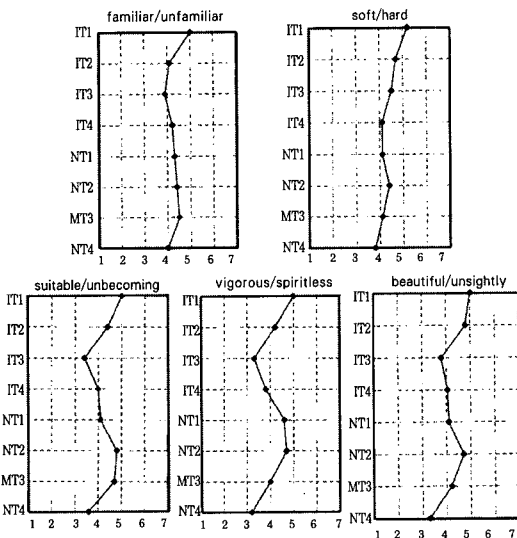 familiar/unfamiliar
IT1
IT2
IT3
IT4
NT1
NT2
MT3
NT4
1 2 3 4 5 6 7
soft/hard
IT1
IT2
IT3
IT4
NT1
NT2
MT3
NT4
1 2 3 4 5 6 7
suitable/unbecoming
IT1
IT2
IT3
IT4
NT1
NT2
MT3
NT4
1 2 3 4 5 6 7
vigorous/spiritless
IT1
IT2
IT3
IT4
NT1
NT2
MT3
NT4
1 2 3 4 5 6 7
beautiful/unsightly
IT1
IT2
IT3
IT4
NT1
NT2
MT3
NT4
1 2 3 4 5 6 7